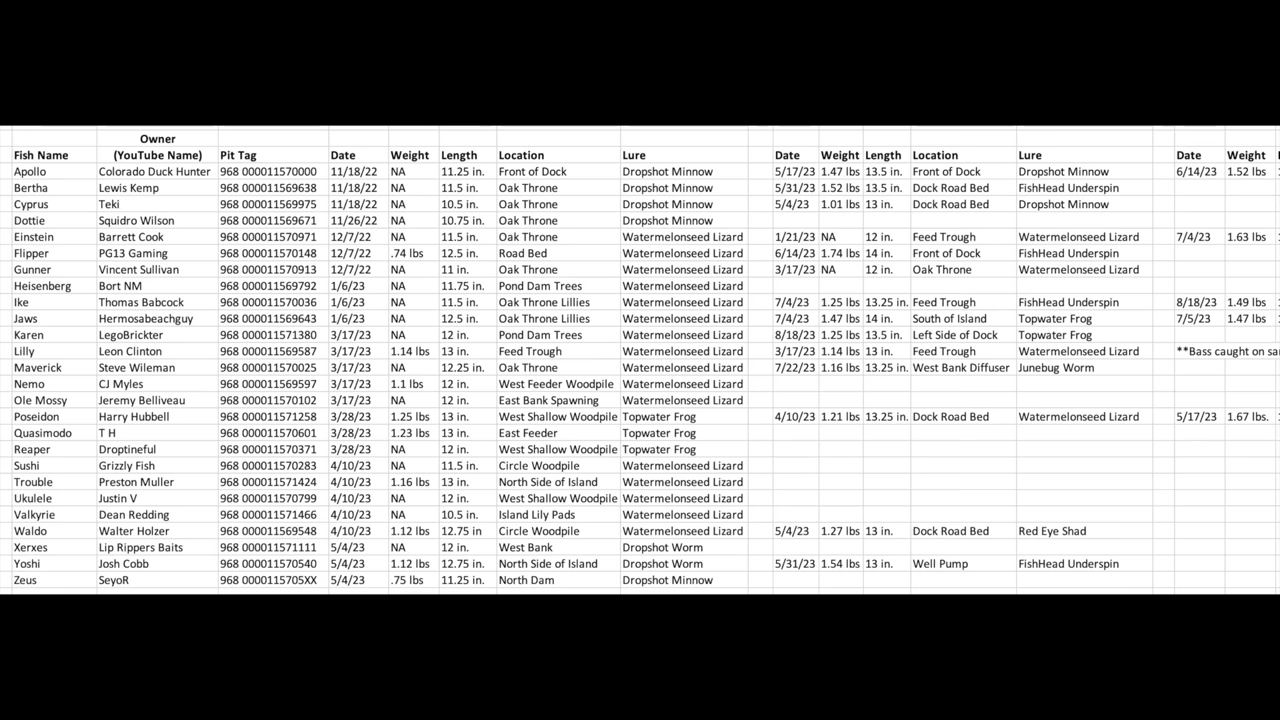 Owner
Fish Name (YouTube Name) Pit Tag Date Weight Length Location Lure Date Weight Length Location Lure Date Weight
Apollo Colorado Duck Hunter 968 000011570000 11/18/22 NA 11.25 in. Front of Dock Dropshot Minnow 5/17/23 1.47 lbs 13.5 in. Front of Dock Dropshot Minnow 6/14/23 1.52 lbs
Bertha Lewis Kemp 968 000011569638 11/18/22 NA 11.5 in. Oak Throne Dropshot Minnow 5/31/23 1.52 lbs 13.5 in. Dock Road Bed FishHead Underspin
Cyprus Teki 968 000011569975 11/18/22 NA 10.5 in. Oak Throne Dropshot Minnow 5/4/23 1.01 lbs 13 in. Dock Road Bed Dropshot Minnow
Dottie Squidro Wilson 968 000011569671 11/26/22 NA 10.75 in. Oak Throne Dropshot Minnow
Einstein Barrett Cook 968 000011570971 12/7/22 NA 11.5 in. Oak Throne Watermelonseed Lizard 1/21/23 NA 12 in. Feed Trough Watermelonseed Lizard 7/4/23 1.63 lbs
Flipper PG13 Gaming 968 000011570148 12/7/22 .74 lbs 12.5 in. Road Bed Watermelonseed Lizard 6/14/23 1.74 lbs 14 in. Front of Dock FishHead Underspin
Gunner Vincent Sullivan 968 000011570913 12/7/22 NA 11 in. Oak Throne Watermelonseed Lizard 3/17/23 NA 12 in. Oak Throne Watermelonseed Lizard
Heisenberg Bort NM 968 000011569792 1/6/23 NA 11.75 in. Pond Dam Trees Watermelonseed Lizard
Ike Thomas Babcock 968 000011570036 1/6/23 NA 11.5 in. Oak Throne Lillies Watermelonseed Lizard 7/4/23 1.25 lbs 13.25 in. Feed Trough FishHead Underspin 8/18/23 1.49 lbs
Jaws Hermosabeachguy 968 000011569643 1/6/23 NA 12.5 in. Oak Throne Lillies Watermelonseed Lizard 7/4/23 1.47 lbs 14 in. South of Island Topwater Frog 7/5/23 1.47 lbs
Karen LegoBrickter 968 000011571380 3/17/23 NA 12 in. Pond Dam Trees Watermelonseed Lizard 8/18/23 1.25 lbs 13.5 in. Left Side of Dock Topwater Frog
Lilly Leon Clinton 968 000011569587 3/17/23 1.14 lbs 13 in. Feed Trough Watermelonseed Lizard 3/17/23 1.14 lbs 13 in. Feed Trough Watermelonseed Lizard **Bass caught on
Maverick Steve Wileman 968 000011570025 3/17/23 NA 12.25 in. Oak Throne Watermelonseed Lizard 7/22/23 1.16 lbs 13.25 in. West Bank Diffuser Junebug Worm
Nemo CJ Myles 968 000011569597 3/17/23 1.1 lbs 12 in. West Feeder Woodpile Watermelonseed Lizard
Ole Mossy Jeremy Belliveau 968 000011570102 3/17/23 NA 12 in. East Bank Spawning Watermelonseed Lizard
Poseidon Harry Hubbell 968 000011571258 3/28/23 1.25 lbs 13 in. West Shallow Woodpile Topwater Frog 4/10/23 1.21 lbs 13.25 in. Dock Road Bed Watermelonseed Lizard 5/17/23 1.67 lbs.
Quasimodo T H 968 000011570601 3/28/23 1.23 lbs 13 in. East Feeder Topwater Frog
Reaper Droptineful 968 000011570371 3/28/23 NA 12 in. West Shallow Woodpile Topwater Frog
Sushi Grizzly Fish 968 000011570283 4/10/23 NA 11.5 in. Circle Woodpile Watermelonseed Lizard
Trouble Preston Muller 968 000011571424 4/10/23 1.16 lbs 13 in. North Side of Island Watermelonseed Lizard
Ukulele Justin V 968 000011570799 4/10/23 NA 12 in. West Shallow Woodpile Watermelonseed Lizard
Valkyrie Dean Redding 968 000011571466 4/10/23 NA 10.5 in. Island Lily Pads Watermelonseed Lizard
Waldo Walter Holzer 968 000011569548 4/10/23 1.12 lbs 12.75 in Circle Woodpile Watermelonseed Lizard 5/4/23 1.27 lbs 13 in. Dock Road Bed Red Eye Shad
Xerxes Lip Rippers Baits 968 000011571111 5/4/23 NA 12 in. West Bank Dropshot Worm
Yoshi Josh Cobb 968 000011570540 5/4/23 1.12 lbs 12.75 in. North Side of Island Dropshot Worm 5/31/23 1.54 lbs 13 in. Well Pump FishHead Underspin
Zeus SeyoR 968 0000115705XX 5/4/23 .75 lbs 11.25 in. North Dam Dropshot Minnow